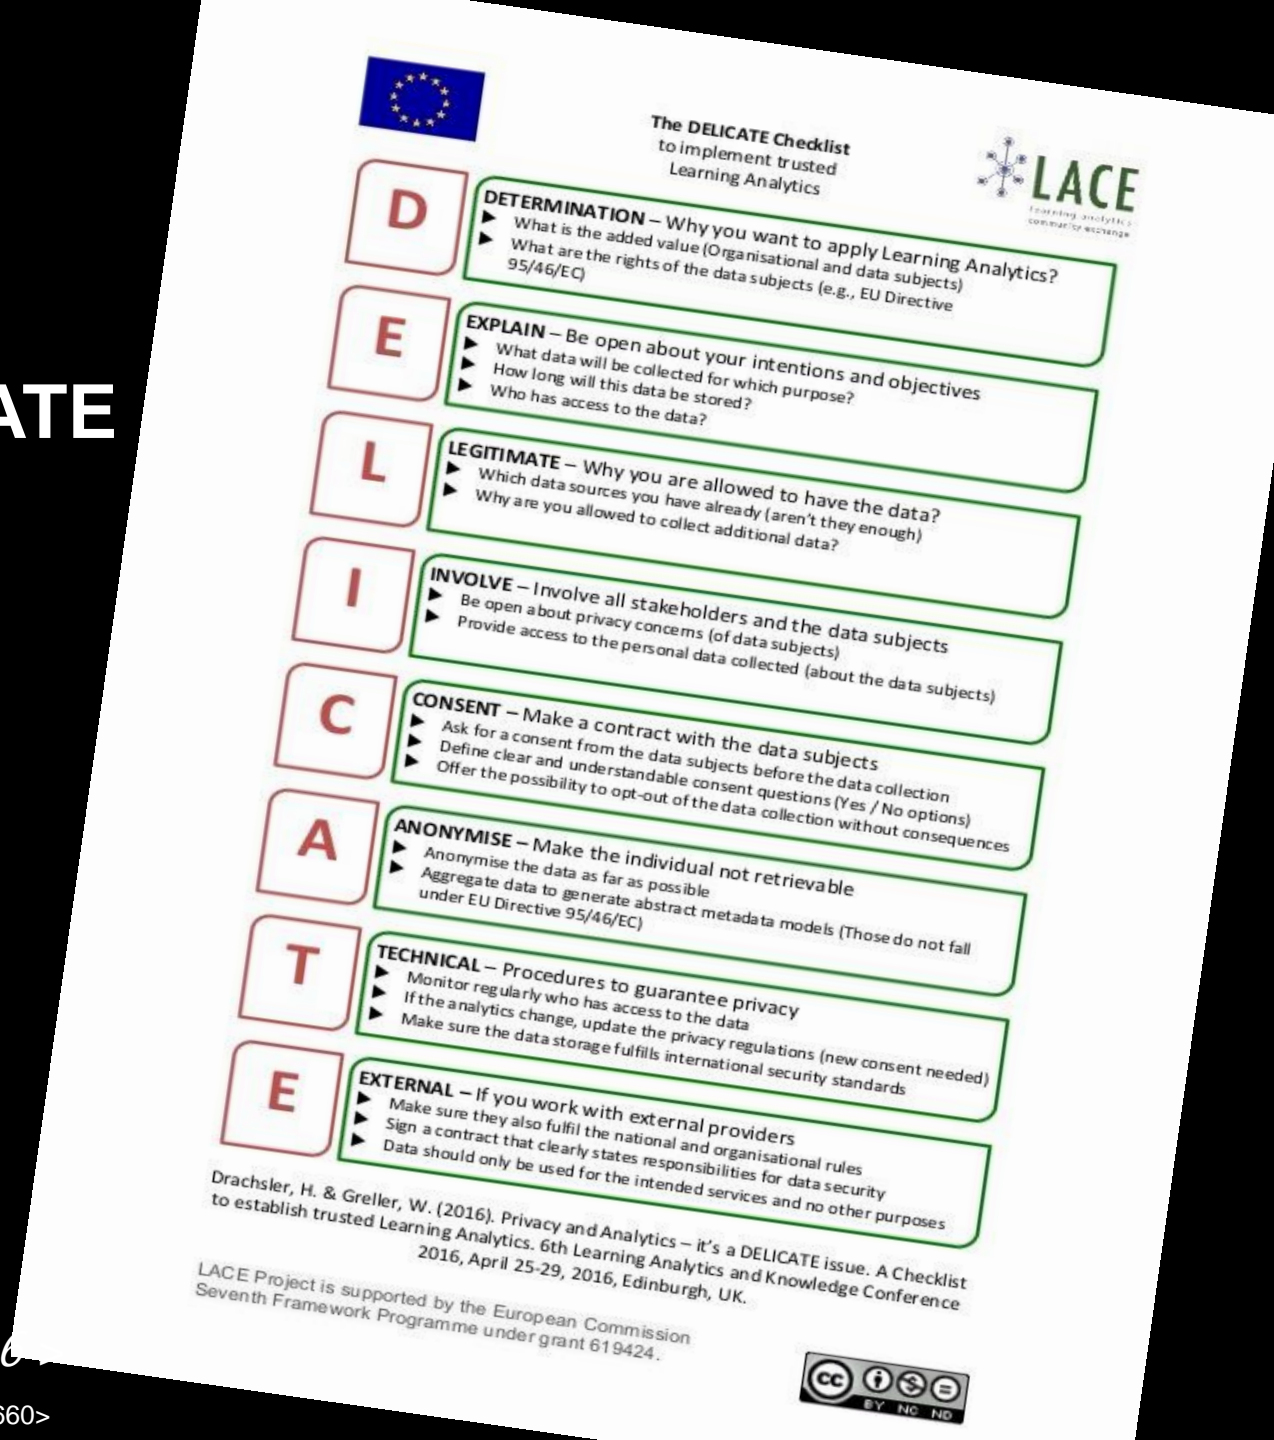 ATE
The DELICATE Checklist
to implement trusted
Learning Analytics
LACE
learning analytics
community exchange
D
DETERMINATION – Why you want to apply Learning Analytics?
► What is the added value (Organisational and data subjects)
► What are the rights of the data subjects (e.g., EU Directive
95/46/EC)
E
EXPLAIN – Be open about your intentions and objectives
► What data will be collected for which purpose?
► How long will this data be stored?
► Who has access to the data?
L
LEGITIMATE – Why you are allowed to have the data?
► Which data sources you have already (aren't they enough)
► Why are you allowed to collect additional data?
I
INVOLVE – Involve all stakeholders and the data subjects
► Be open about privacy concerns (of data subjects)
► Provide access to the personal data collected (about the data subjects)
C
CONSENT – Make a contract with the data subjects
► Ask for a consent from the data subjects before the data collection
► Define clear and understandable consent questions (Yes / No options)
► Offer the possibility to opt-out of the data collection without consequences
A
ANONYMISE – Make the individual not retrievable
► Anonymise the data as far as possible
► Aggregate data to generate abstract metadata models (Those do not fall
under EU Directive 95/46/EC)
T
TECHNICAL – Procedures to guarantee privacy
► Monitor regularly who has access to the data
► If the analytics change, update the privacy regulations (new consent needed)
► Make sure the data storage fulfills international security standards
E
EXTERNAL – If you work with external providers
► Make sure they also fulfil the national and organisational rules
► Sign a contract that clearly states responsibilities for data security
► Data should only be used for the intended services and no other purposes
Drachsler, H. & Greller, W. (2016). Privacy and Analytics – it's a DELICATE issue. A Checklist
to establish trusted Learning Analytics. 6th Learning Analytics and Knowledge Conference
2016, April 25-29, 2016, Edinburgh, UK.
LACE Project is supported by the European Commission
Seventh Framework Programme under grant 619424.
660>
cc
BY NC ND